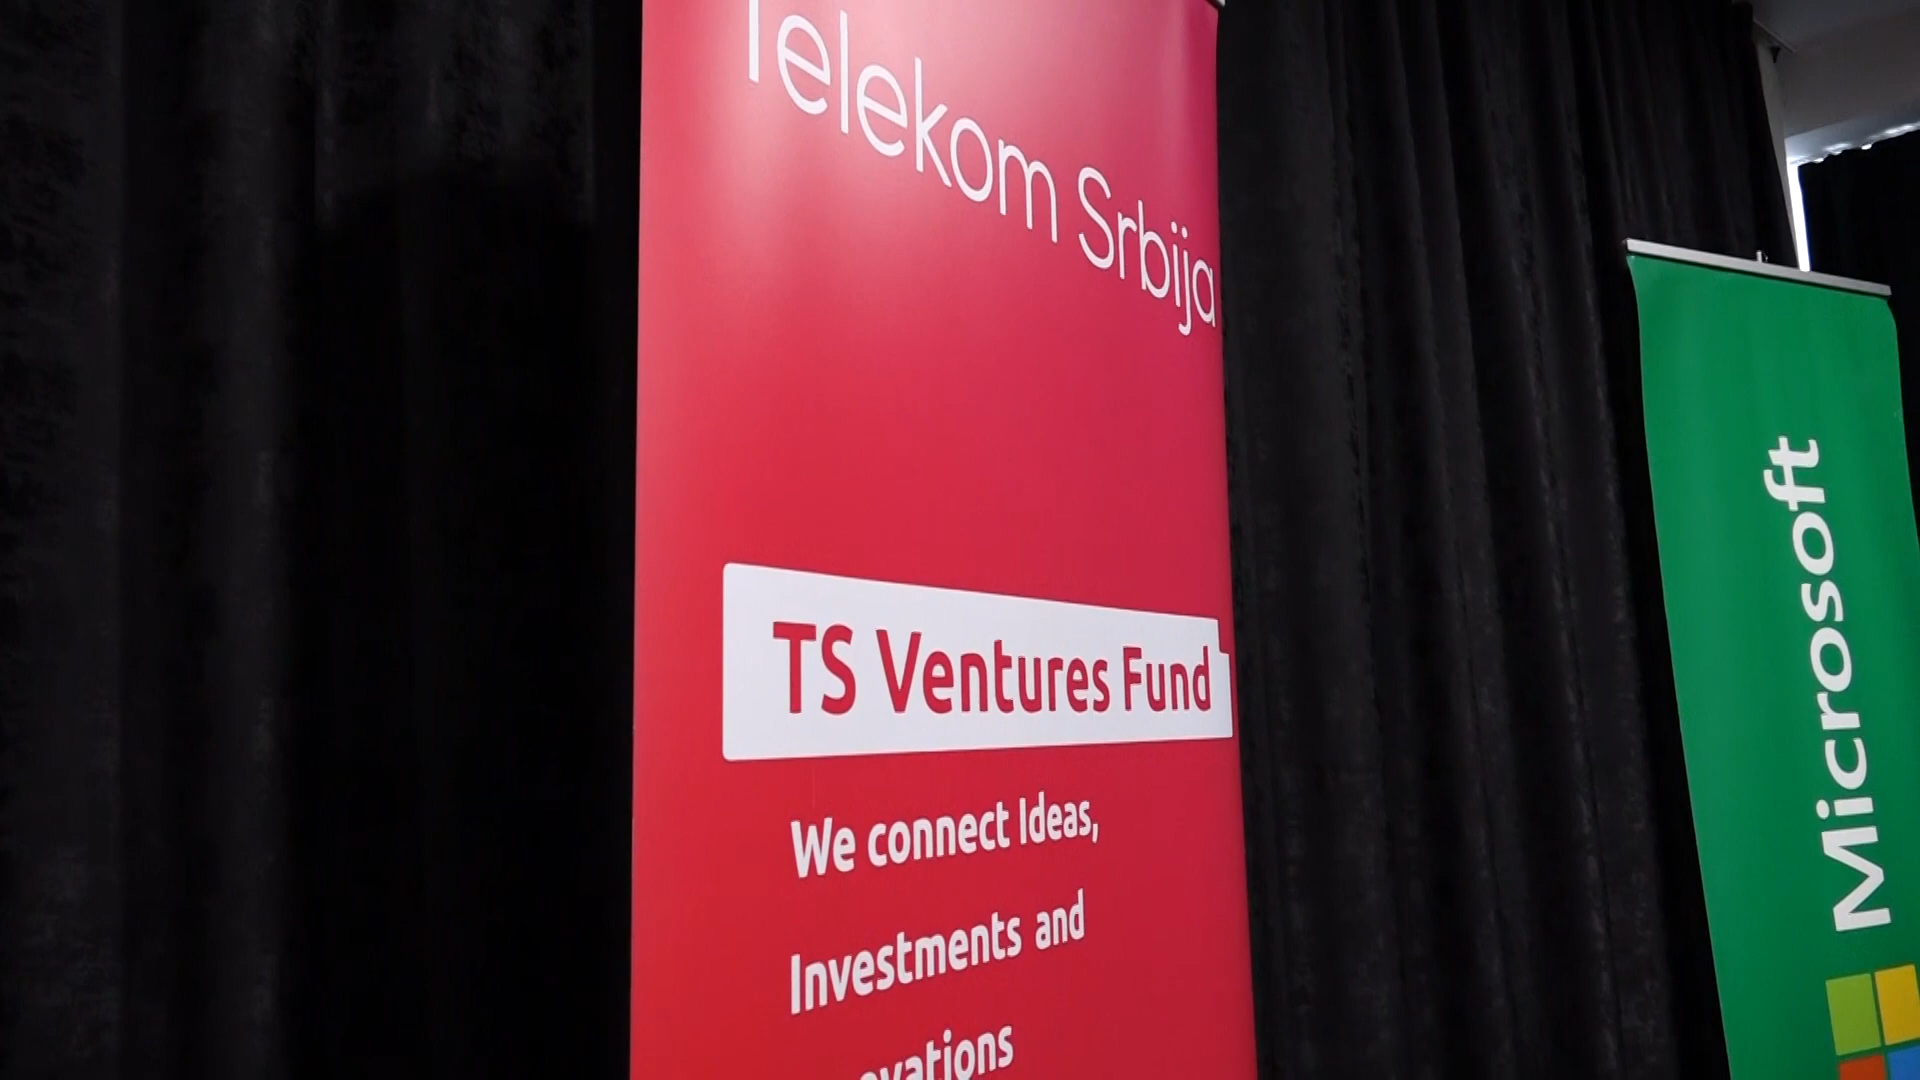 Telekom Srbija
TS Ventures Fund
We connect Ideas,
Investments and
Microsoft